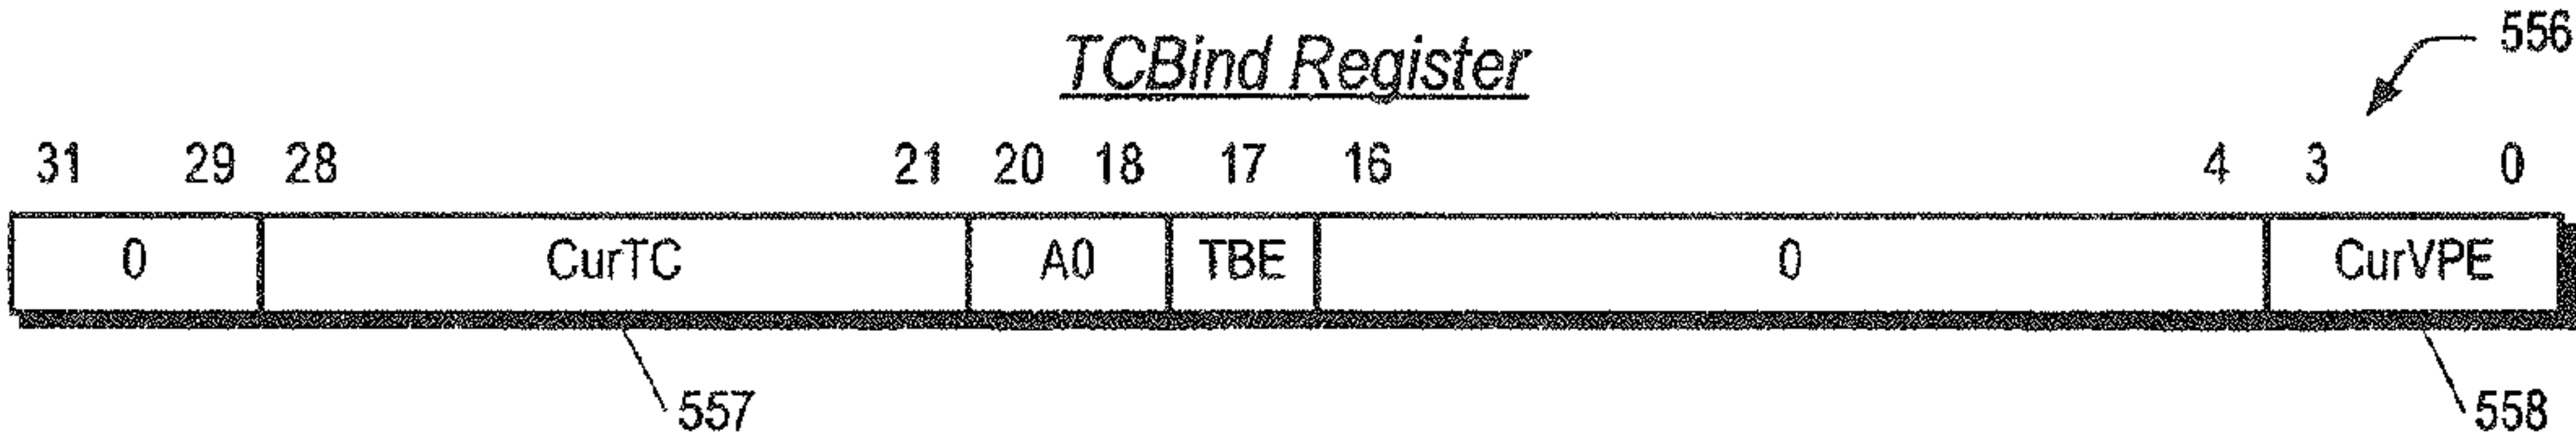 TCBind Register
556
31 29 28 21 20 18 17 16 4 3 0
0 CurTC A0 TBE 0 CurVPE
557 558